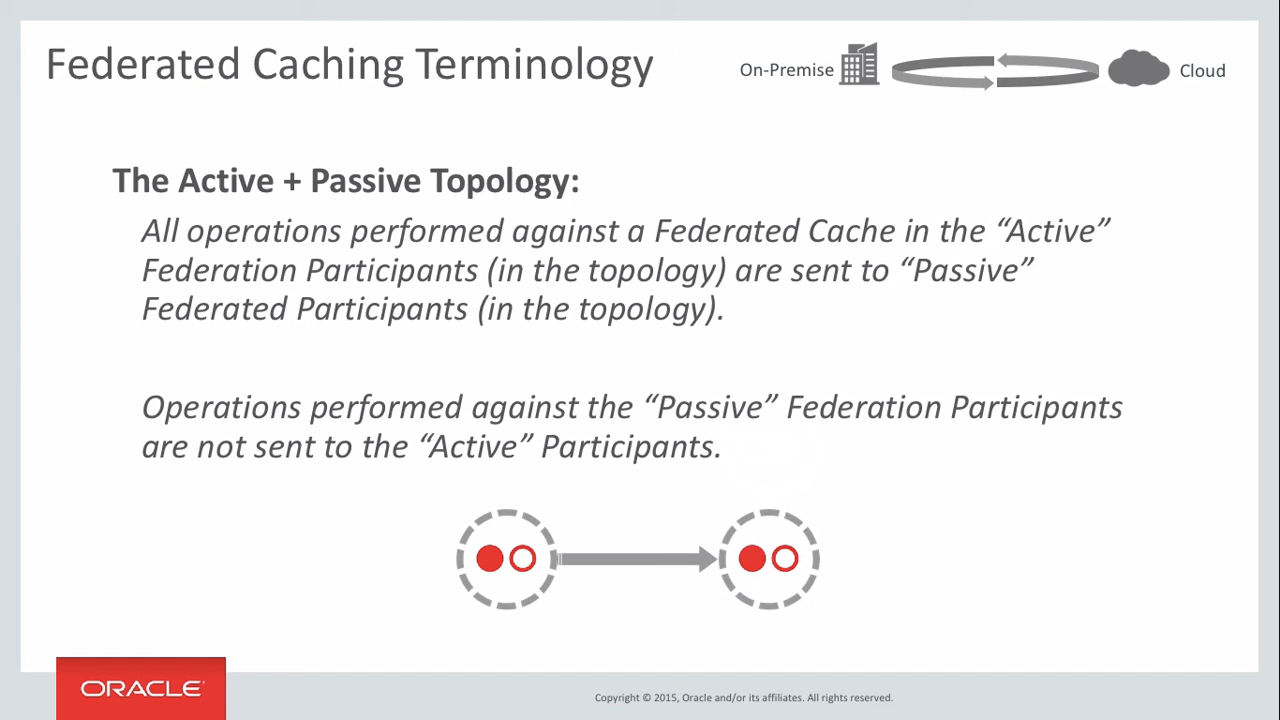 Federated Caching Terminology
On-Premise
Cloud
The Active + Passive Topology:
All operations performed against a Federated Cache in the “Active”
Federation Participants (in the topology) are sent to “Passive”
Federated Participants (in the topology).
Operations performed against the “Passive” Federation Participants
are not sent to the “Active” Participants.
ORACLE
Copyright © 2015, Oracle and/or its affiliates. All rights reserved.